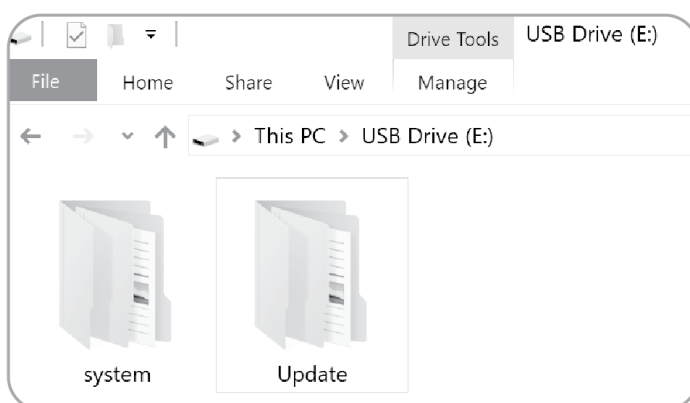 Drive Tools USB Drive (E:)
File Home Share View Manage
This PC USB Drive (E:)
system Update